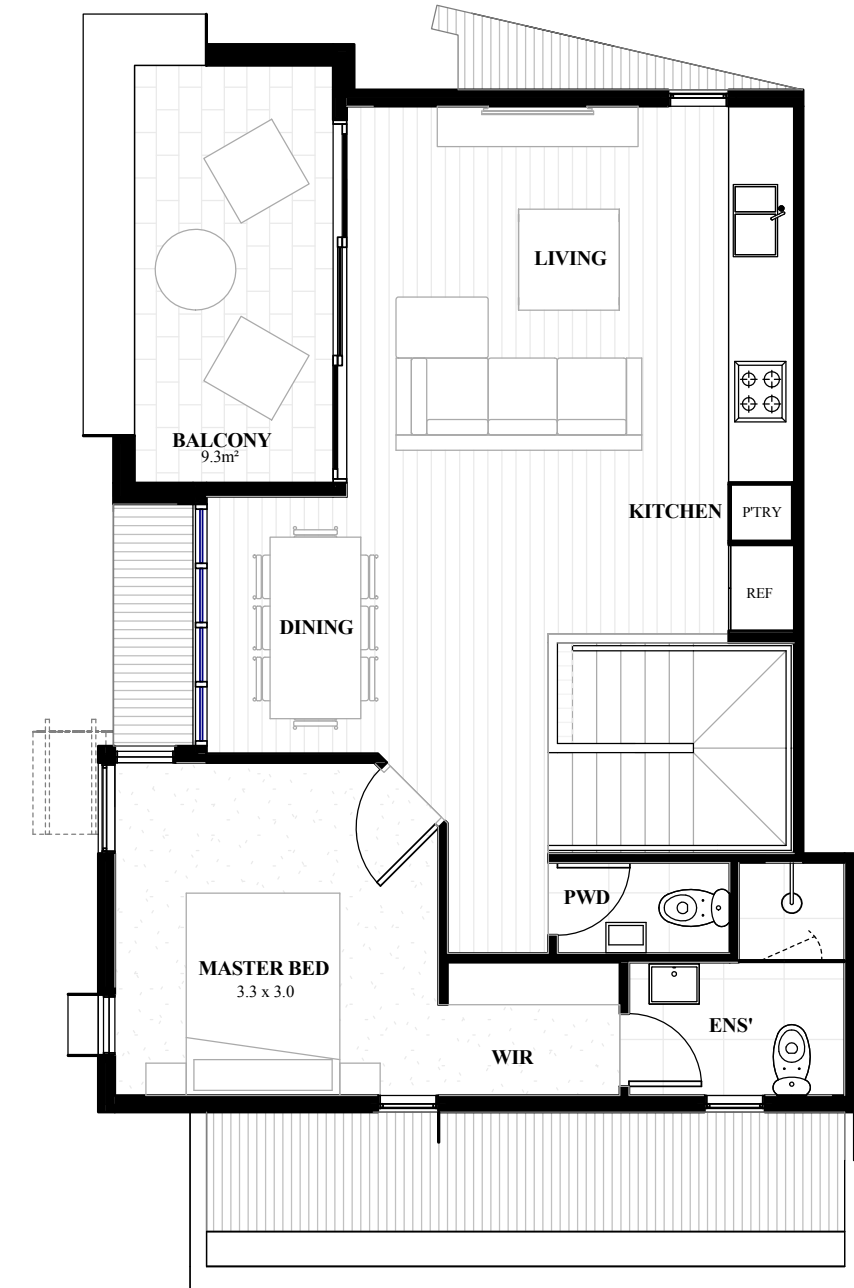 LIVING
BALCONY
9.3m²
KITCHEN
P'TRY
REF
DINING
PWD
MASTER BED
3.3 x 3.0
ENS'
WIR